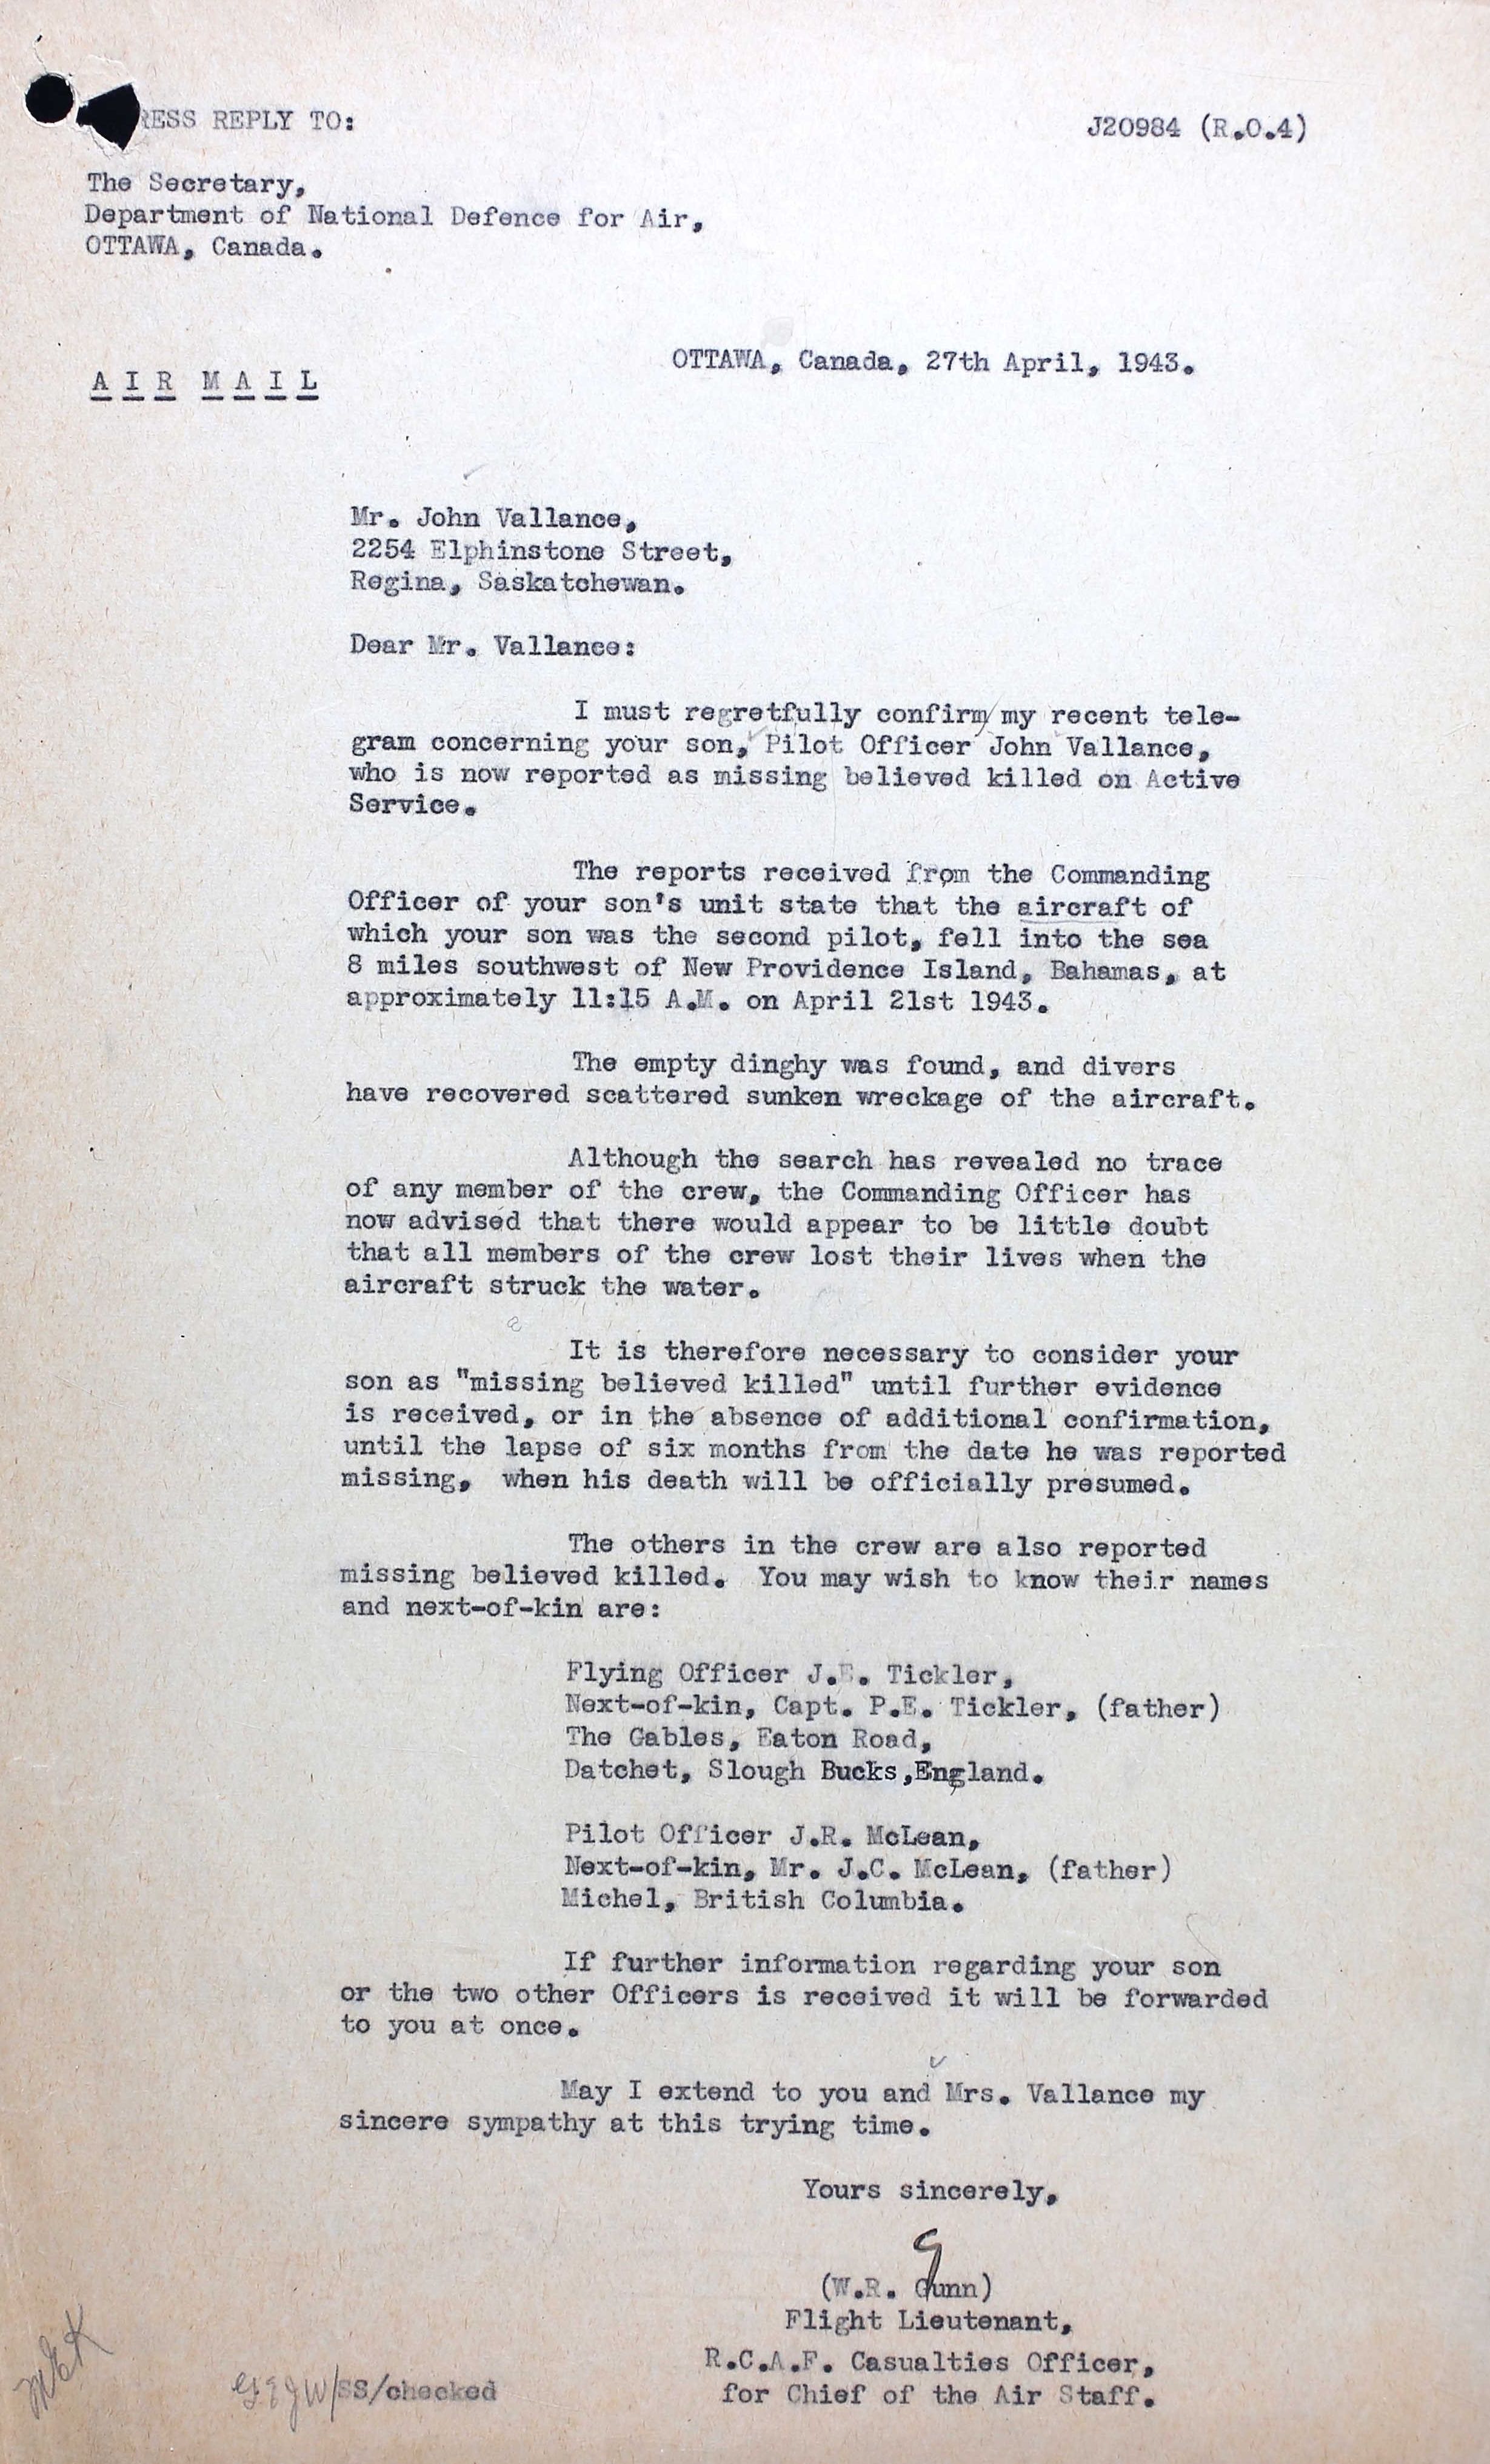 RESS REPLY TO:
J20984 (R.O.4)
The Secretary,
Department of National Defence for Air,
OTTAWA, Canada.
OTTAWA, Canada, 27th April, 1943.
AIR MAIL
Mr. John Vallance,
2254 Elphinstone Street,
Regina, Saskatchewan.
Dear Mr. Vallance:
I must regretfully confirm/my recent tele-
gram concerning your son, Pilot Officer John Vallance,
who is now reported as missing believed killed on Active
Service.
The reports received from the Commanding
Officer of your son's unit state that the aircraft of
which your son was the second pilot, fell into the sea
8 miles southwest of New Providence Island, Bahamas, at
approximately 11:15 A.M. on April 21st 1943.
The empty dinghy was found, and divers
have recovered scattered sunken wreckage of the aircraft.
Although the search has revealed no trace
of any member of the crew, the Commanding Officer has
now advised that there would appear to be little doubt
that all members of the crew lost their lives when the
aircraft struck the water.
It is therefore necessary to consider your
son as "missing believed killed" until further evidence
is received, or in the absence of additional confirmation,
until the lapse of six months from the date he was reported
missing, when his death will be officially presumed.
The others in the crew are also reported
missing believed killed. You may wish to know their names
and next-of-kin are:
Flying Officer J.E. Tickler,
Next-of-kin, Capt. P.E. Tickler, (father)
The Gables, Eaton Road,
Datchet, Slough Bucks,England.
Pilot Officer J.R. McLean,
Next-of-kin, Mr. J.C. McLean, (father)
Michel, British Columbia.
If further information regarding your son
or the two other Officers is received it will be forwarded
to you at once.
May I extend to you and Mrs. Vallance my
sincere sympathy at this trying time.
Yours sincerely,
G
(W.R. Gunn)
Flight Lieutenant,
R.C.A.F. Casualties Officer,
for Chief of the Air Staff.
/SS/checked